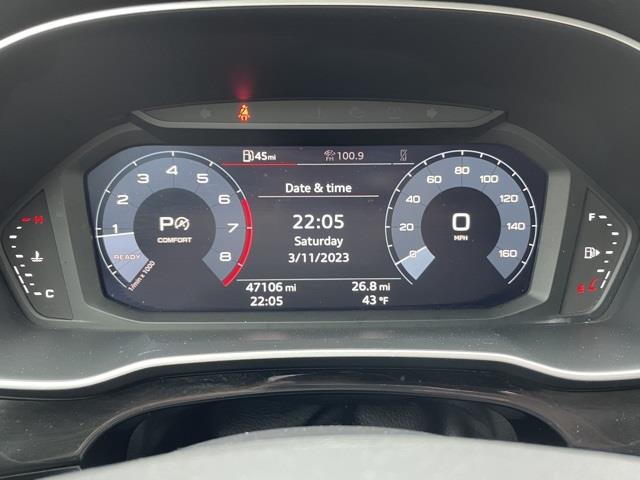 45mi
FM 100.9
Date & time
22:05
Saturday
3/11/2023
47106 mi 26.8 mi
22:05 43 °F
READY 1 2 3 4 5 6 7 8
1/min x 1000
P
COMFORT
0 20 40 60 80 100 120 140 160
0
MPH
H
C
F
E